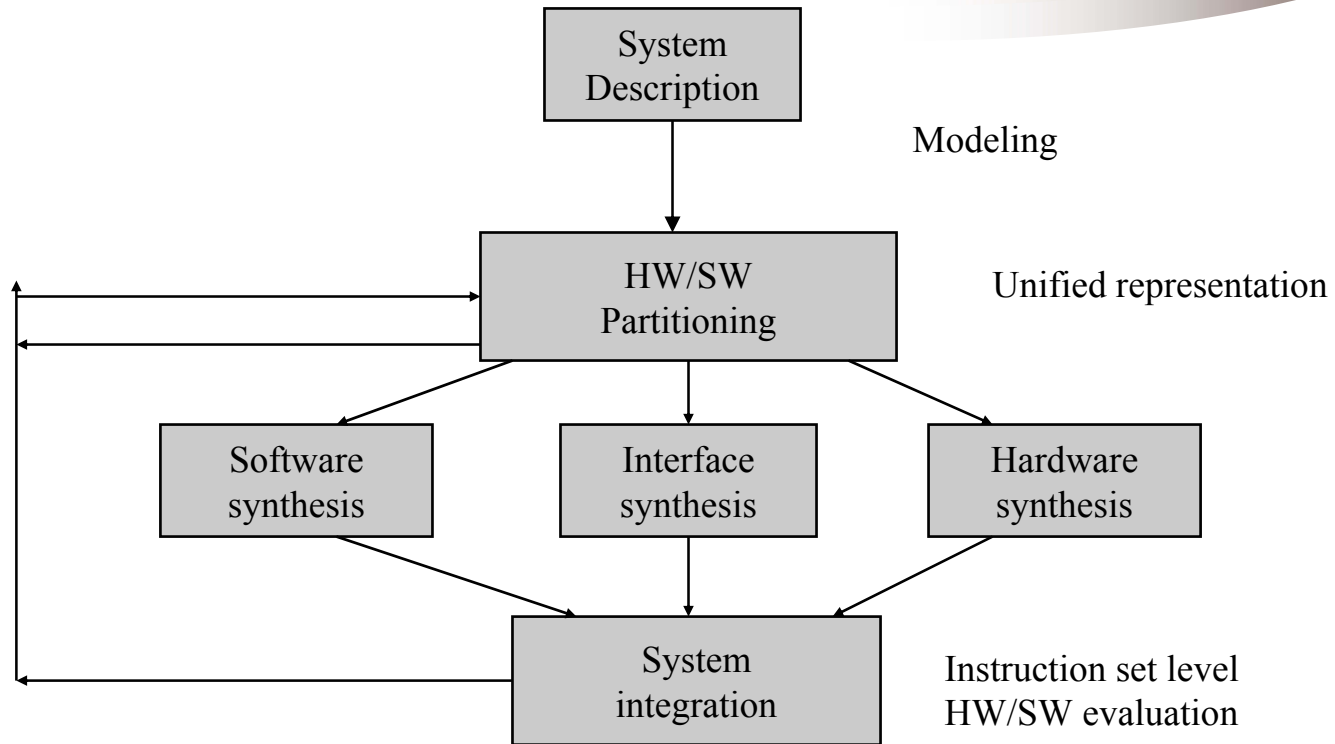 System
Description
Modeling
HW/SW
Partitioning
Unified representation
Software
synthesis
Interface
synthesis
Hardware
synthesis
System
integration
Instruction set level
HW/SW evaluation